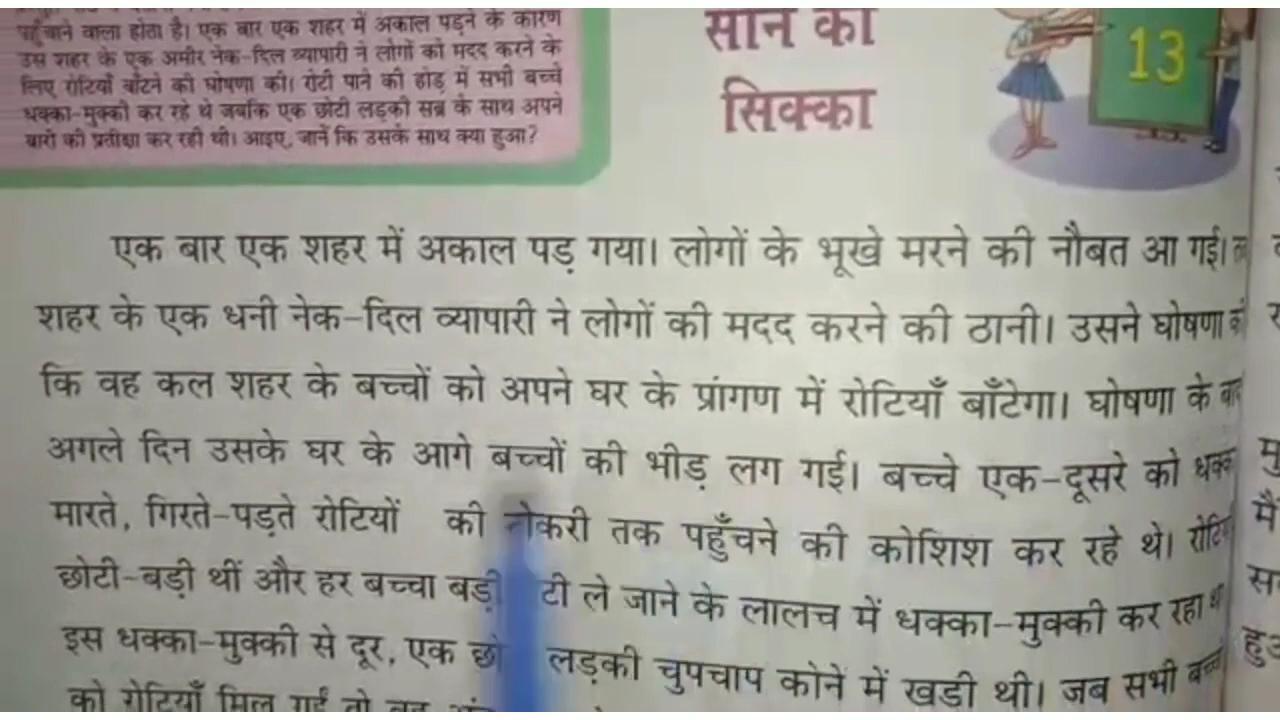 वाला होता है। एक बार एक शहर में अकाल पड़ने के कारण
उस शहर के एक अमीर नेक-दिल व्यापारी ने लोगों की मदद करने के
लिए रोटियाँ बाँटने की घोषणा की। रोटी पाने की होड़ में सभी बच्चे
धक्का-मुक्की कर रहे थे जबकि एक छोटी लड़की सब्र के साथ अपने
बारी की प्रतीक्षा कर रही थी। आइए, जानें कि उसके साथ क्या हुआ?
सोने का
सिक्का
13
एक बार एक शहर में अकाल पड़ गया। लोगों के भूखे मरने की नौबत आ गई।
शहर के एक धनी नेक-दिल व्यापारी ने लोगों की मदद करने की ठानी। उसने घोषणा की
कि वह कल शहर के बच्चों को अपने घर के प्रांगण में रोटियाँ बाँटेगा। घोषणा के
अगले दिन उसके घर के आगे बच्चों की भीड़ लग गई। बच्चे एक-दूसरे को
मारते, गिरते-पड़ते रोटियों की तक पहुँचने की कोशिश कर रहे थे।
छोटी-बड़ी थीं और हर बच्चा बड़ी ले जाने के लालच में धक्का-मुक्की कर रहा
इस धक्का-मुक्की से दूर, एक लड़की चुपचाप कोने में खड़ी थी। जब सभी
को रोटियाँ मिल गईं तो वह